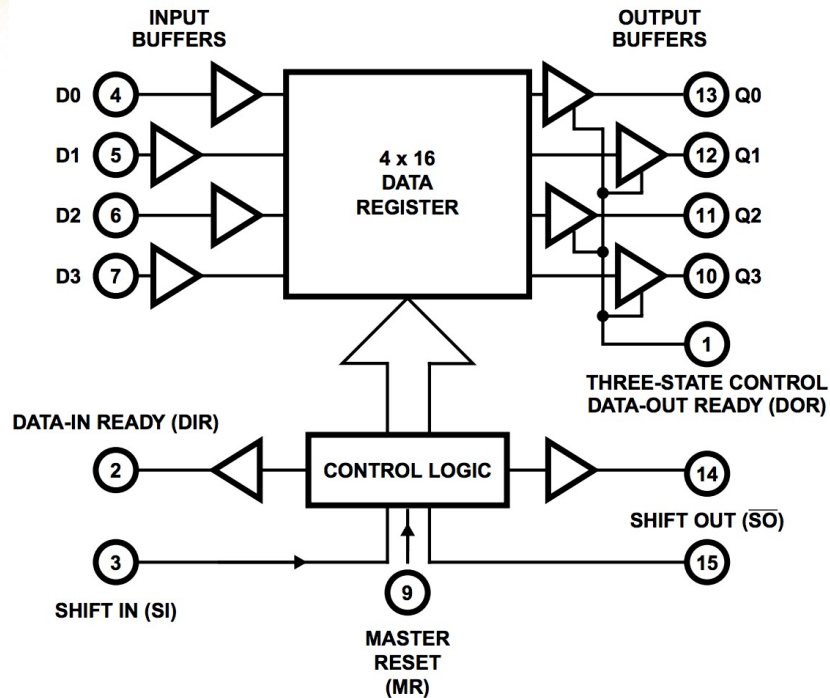 INPUT
BUFFERS
OUTPUT
BUFFERS
D0
4
13
Q0
D1
5
12
Q1
4 x 16
DATA
REGISTER
D2
6
11
Q2
D3
7
10
Q3
1
THREE-STATE CONTROL
DATA-OUT READY (DOR)
DATA-IN READY (DIR)
2
CONTROL LOGIC
14
SHIFT OUT (S̅O̅)
3
15
9
SHIFT IN (SI)
MASTER
RESET
(MR)